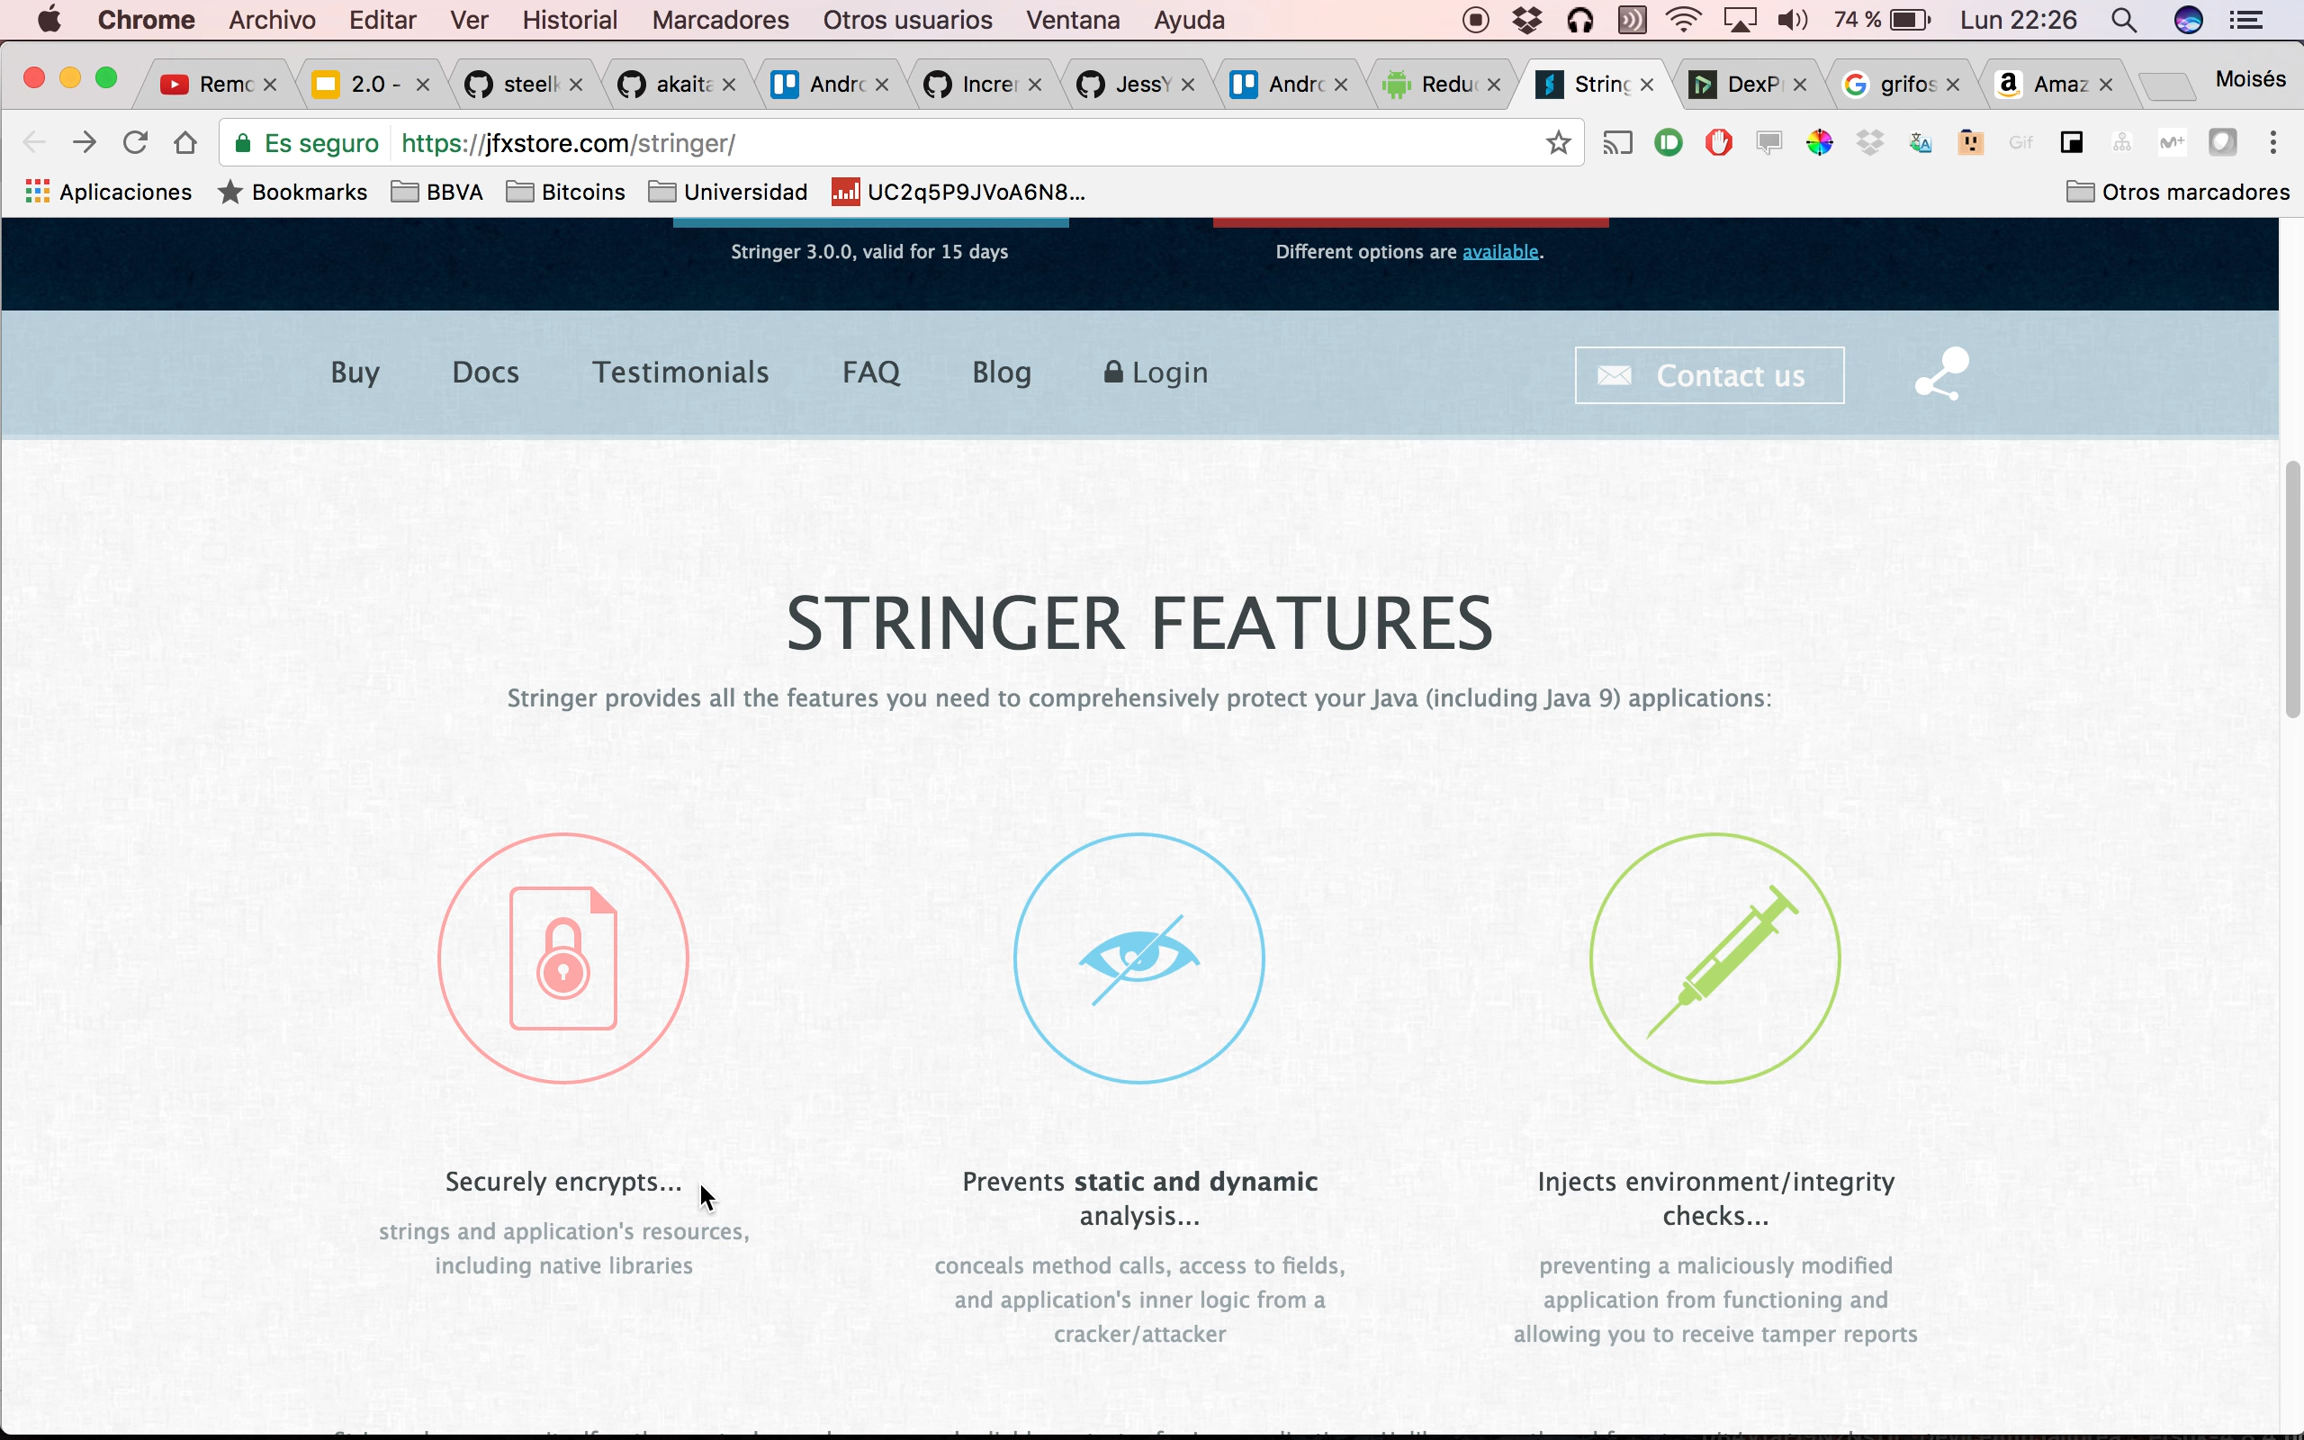 Chrome Archivo Editar Ver Historial Marcadores Otros usuarios Ventana Ayuda 74 % Lun 22:26
Remo 2.0 - steelk akaita Andro Increr JessY Andro Redu String DexP grifos Amaz Moisés
Es seguro https://jfxstore.com/stringer/ Gif
Aplicaciones Bookmarks BBVA Bitcoins Universidad UC2q5P9JVoA6N8... Otros marcadores
Stringer 3.0.0, valid for 15 days Different options are available.
Buy Docs Testimonials FAQ Blog Login Contact us
STRINGER FEATURES
Stringer provides all the features you need to comprehensively protect your Java (including Java 9) applications:
Securely encrypts...
strings and application's resources,
including native libraries
Prevents static and dynamic
analysis...
conceals method calls, access to fields,
and application's inner logic from a
cracker/attacker
Injects environment/integrity
checks...
preventing a maliciously modified
application from functioning and
allowing you to receive tamper reports